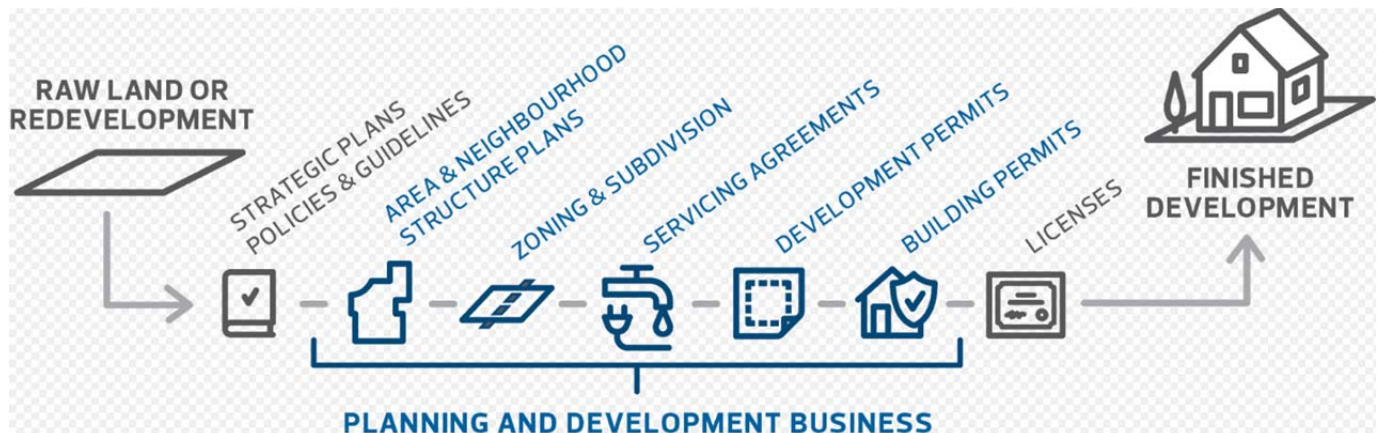 RAW LAND OR
REDEVELOPMENT
STRATEGIC PLANS
POLICIES & GUIDELINES
AREA & NEIGHBOURHOOD
STRUCTURE PLANS
ZONING & SUBDIVISION
SERVICING AGREEMENTS
DEVELOPMENT PERMITS
BUILDING PERMITS
LICENSES
FINISHED
DEVELOPMENT
PLANNING AND DEVELOPMENT BUSINESS